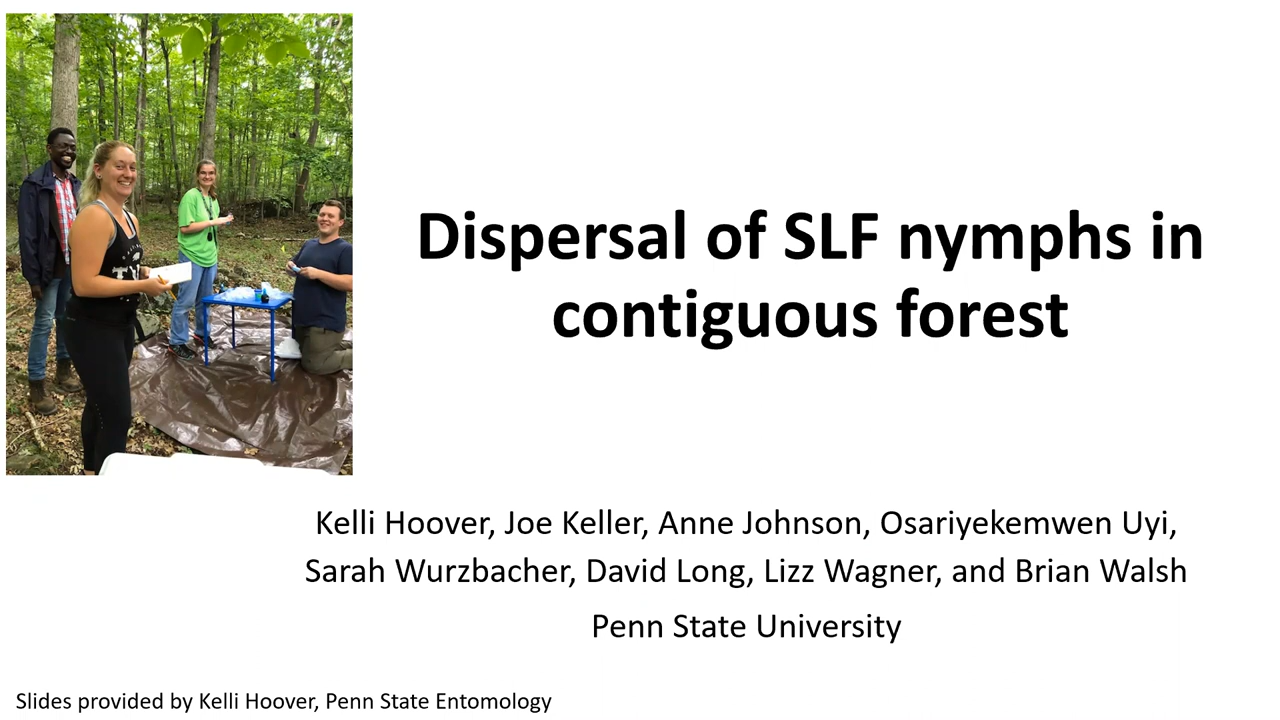 Dispersal of SLF nymphs in
contiguous forest
Kelli Hoover, Joe Keller, Anne Johnson, Osariyekemwen Uyi,
Sarah Wurzbacher, David Long, Lizz Wagner, and Brian Walsh
Penn State University
Slides provided by Kelli Hoover, Penn State Entomology